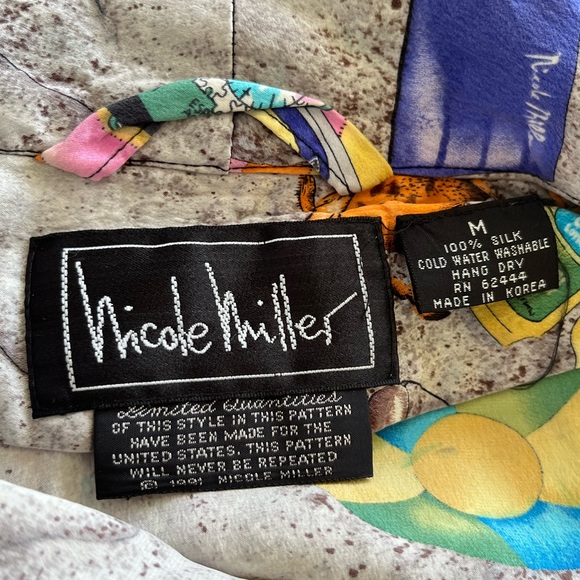 Nicole Miller
Nicole Miller
M
100% SILK
COLD WATER WASHABLE
HANG DRY
RN 62444
MADE IN KOREA
Limited Quantities
OF THIS STYLE IN THIS PATTERN
HAVE BEEN MADE FOR THE
UNITED STATES. THIS PATTERN
WILL NEVER BE REPEATED
© 1991 NICOLE MILLER